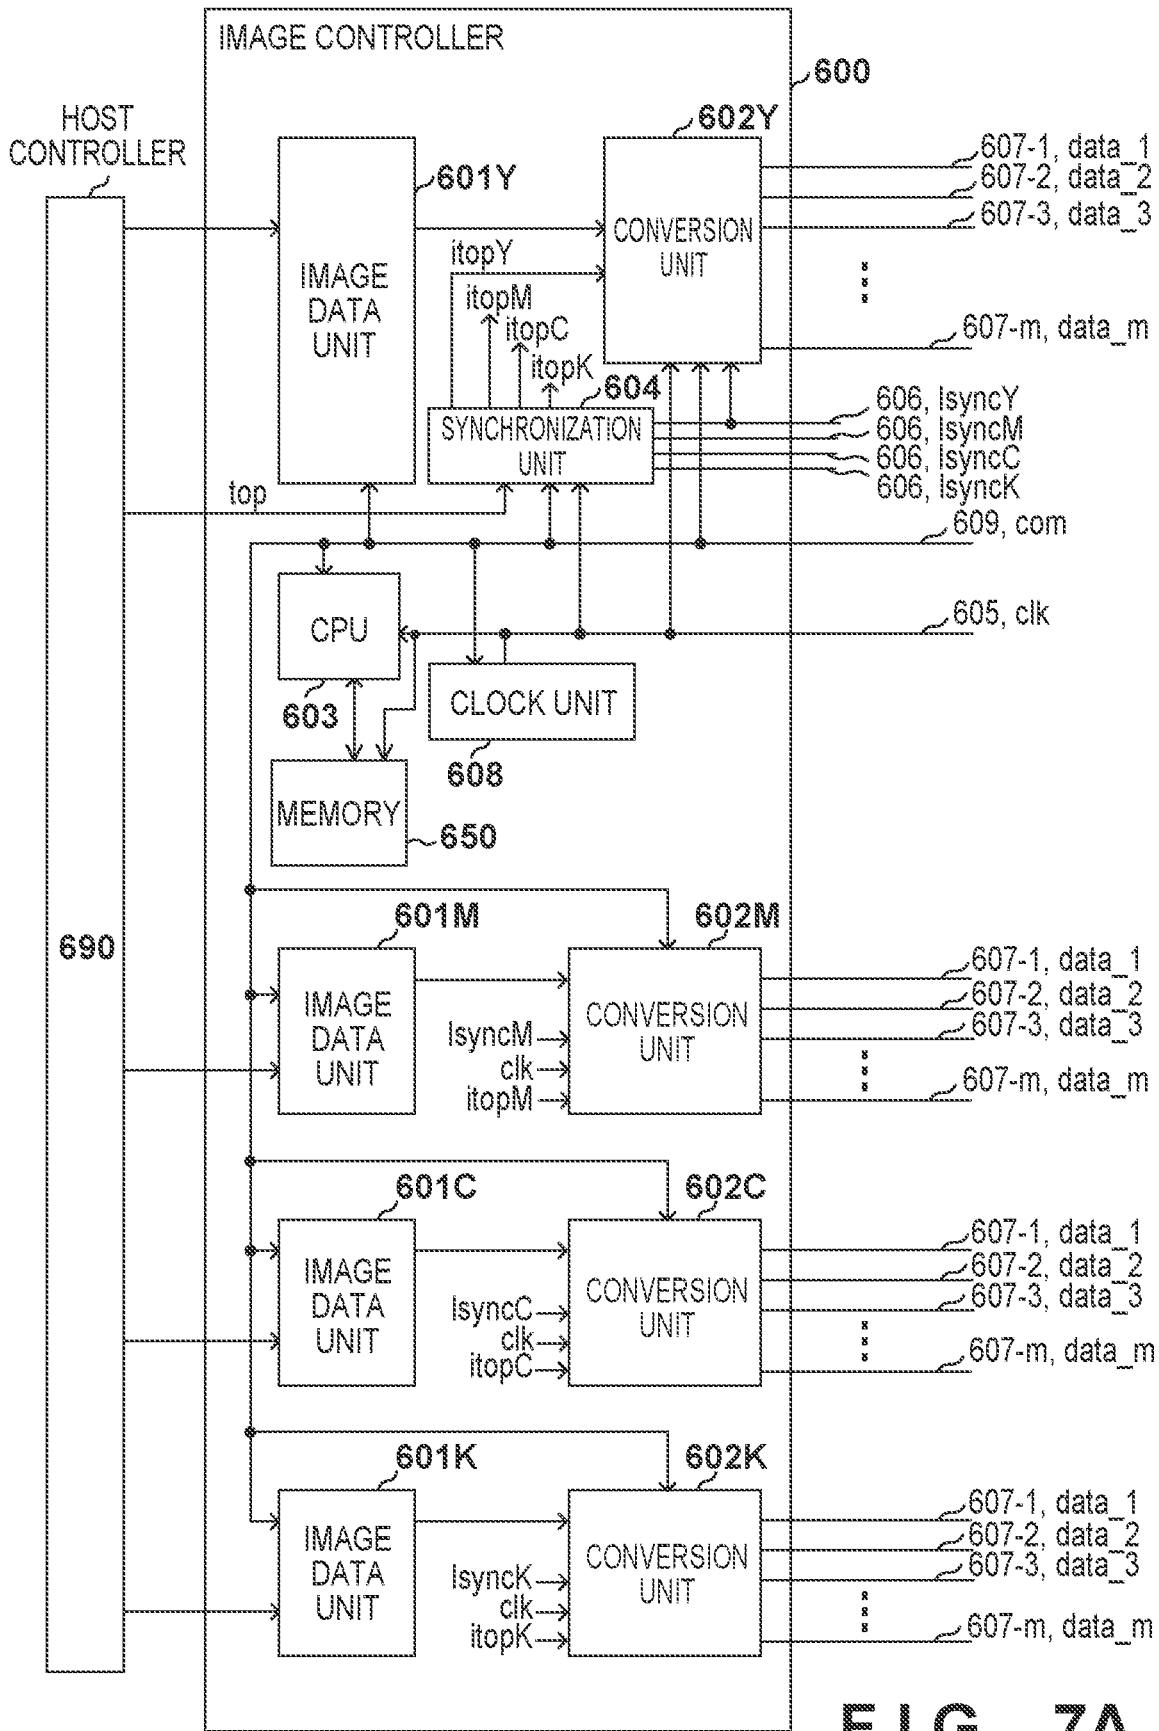 IMAGE CONTROLLER
600
HOST
CONTROLLER
602Y
601Y
607-1, data_1
607-2, data_2
607-3, data_3
607-m, data_m
IMAGE
DATA
UNIT
CONVERSION
UNIT
itopY
itopM
itopC
itopK
604
SYNCHRONIZATION
UNIT
606, lsyncY
606, lsyncM
606, lsyncC
606, lsyncK
top
609, com
CPU
605, clk
603
CLOCK UNIT
608
MEMORY
650
690
601M
602M
IMAGE
DATA
UNIT
lsyncM
clk
itopM
CONVERSION
UNIT
607-1, data_1
607-2, data_2
607-3, data_3
607-m, data_m
601C
602C
IMAGE
DATA
UNIT
lsyncC
clk
itopC
CONVERSION
UNIT
607-1, data_1
607-2, data_2
607-3, data_3
607-m, data_m
601K
602K
IMAGE
DATA
UNIT
lsyncK
clk
itopK
CONVERSION
UNIT
607-1, data_1
607-2, data_2
607-3, data_3
607-m, data_m
FIG. 7A